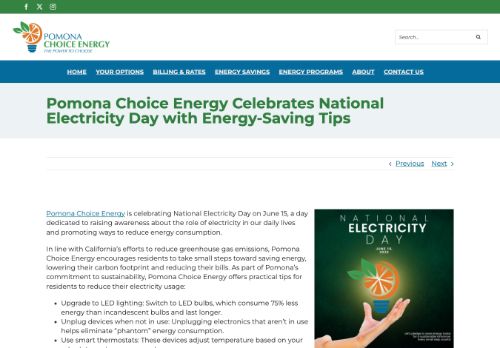 POMONA
CHOICE ENERGY
THE POWER TO CHOOSE
Search...
HOME YOUR OPTIONS BILLING & RATES ENERGY SAVINGS ENERGY PROGRAMS ABOUT CONTACT US
Pomona Choice Energy Celebrates National
Electricity Day with Energy-Saving Tips
Previous Next
Pomona Choice Energy is celebrating National Electricity Day on June 15, a day
dedicated to raising awareness about the role of electricity in our daily lives
and promoting ways to reduce energy consumption.
In line with California's efforts to reduce greenhouse gas emissions, Pomona
Choice Energy encourages residents to take small steps toward saving energy,
lowering their carbon footprint and reducing their bills. As part of Pomona's
commitment to sustainability, Pomona Choice Energy offers practical tips for
residents to reduce their electricity usage:
Upgrade to LED lighting: Switch to LED bulbs, which consume 75% less
energy than incandescent bulbs and last longer.
Unplug devices when not in use: Unplugging electronics that aren't in use
helps eliminate "phantom" energy consumption.
Use smart thermostats: These devices adjust temperature based on your
NATIONAL
ELECTRICITY
DAY
JUNE 15,